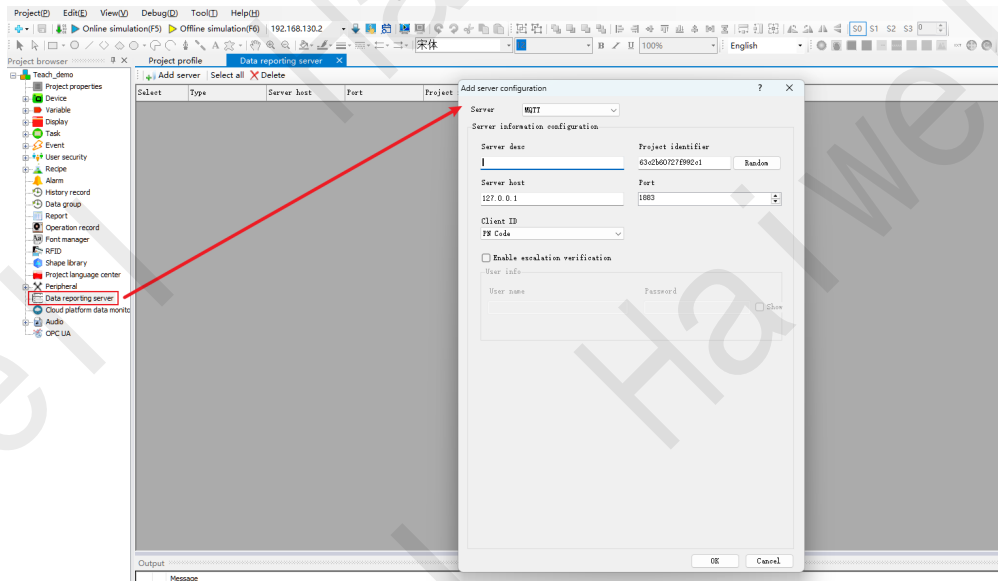 Project(P) Edit(E) View(V) Debug(D) Tool(T) Help(H)
Online simulation(F5) Offline simulation(F6) 192.168.130.2 S0 S1 S2 S3 0
宋体 B I U 100% English
Project browser Project profile Data reporting server
Teach_demo
Add server Select all Delete
Project properties
Select Type Server host Port Project
Device
Variable
Display
Task
Event
User security
Recipe
Alarm
History record
Data group
Report
Operation record
Font manager
RFID
Shape library
Project language center
Peripheral
Data reporting server
Cloud platform data monito
Audio
OPC UA
Add server configuration ?
Server MQTT
Server information configuration
Server desc Project identifier
63c2b60727f992c1 Random
Server host Port
127.0.0.1 1883
Client ID
PN Code
Enable escalation verification
User info
User name Password
Show
OK Cancel
Output
Message
Haiwe